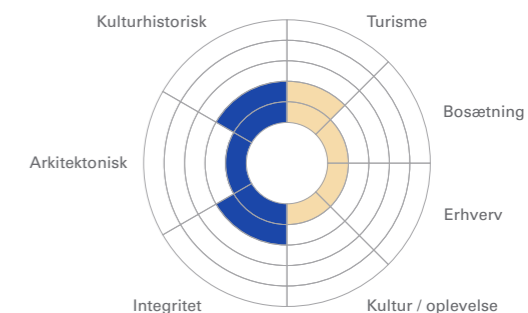 Kulturhistorisk
Turisme
Bosætning
Arkitektonisk
Erhverv
Integritet
Kultur / oplevelse